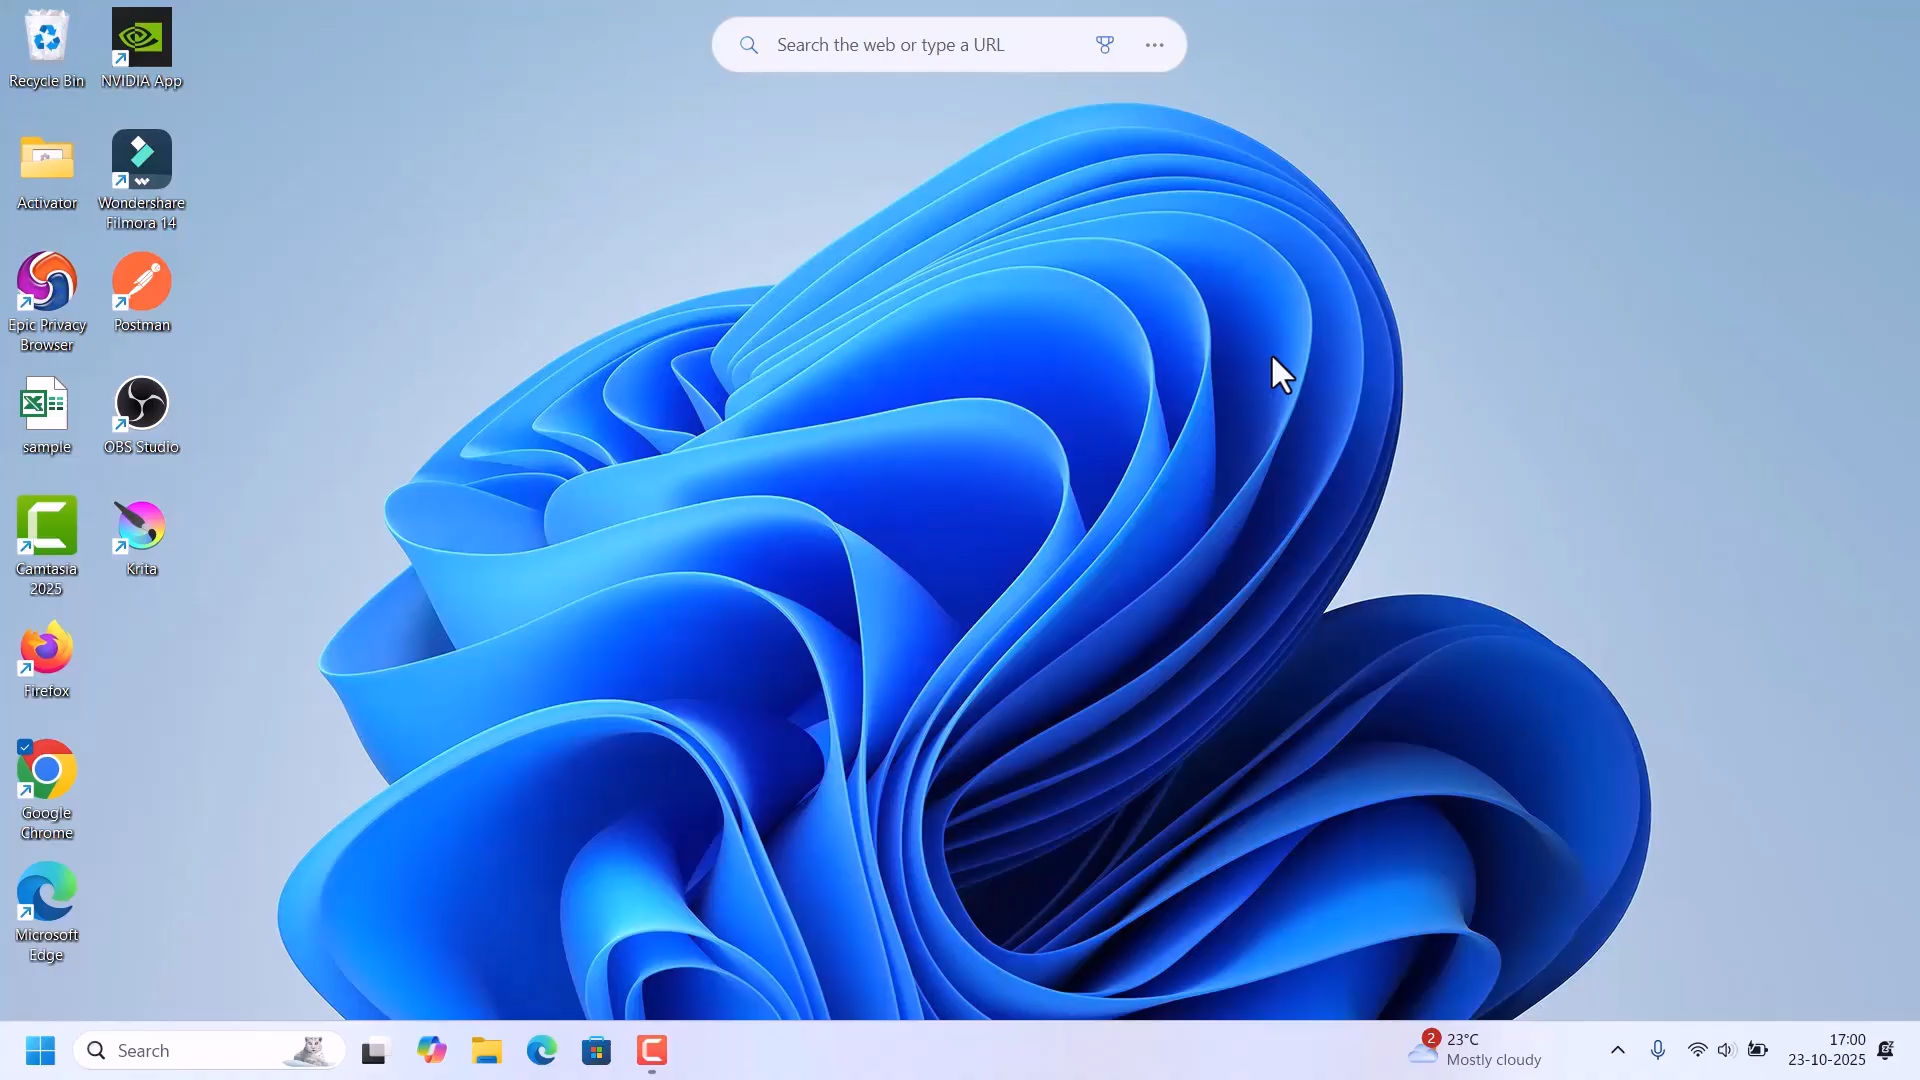 Search the web or type a URL
Recycle Bin
NVIDIA App
Activator
Wondershare
Filmora 14
Epic Privacy
Browser
Postman
sample
OBS Studio
Camtasia
2025
Krita
Firefox
Google
Chrome
Microsoft
Edge
Search
2
23°C
Mostly cloudy
17:00
23-10-2025